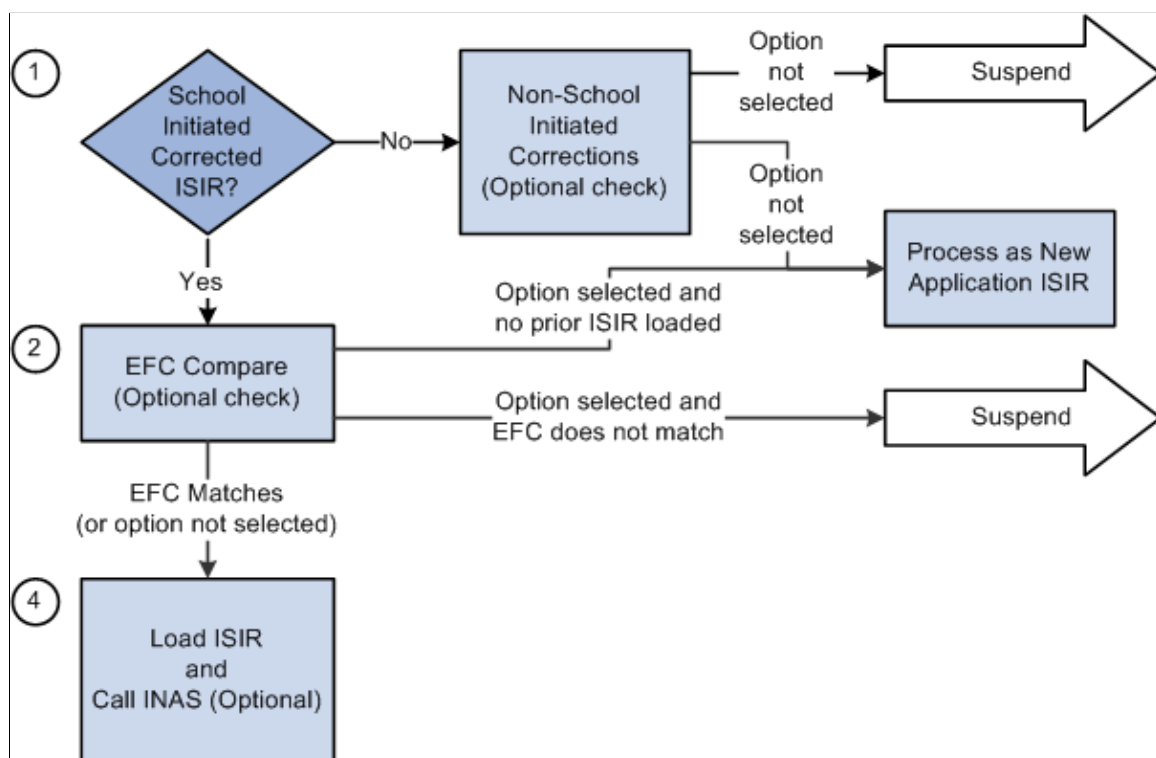 1
School
Initiated
Corrected
ISIR?
No
Non-School
Initiated
Corrections
(Optional check)
Option
not
selected
Suspend
Option
not
selected
Process as New
Application ISIR
Yes
Option selected and
no prior ISIR loaded
2
EFC Compare
(Optional check)
Option selected and
EFC does not match
Suspend
EFC Matches
(or option not selected)
4
Load ISIR
and
Call INAS (Optional)